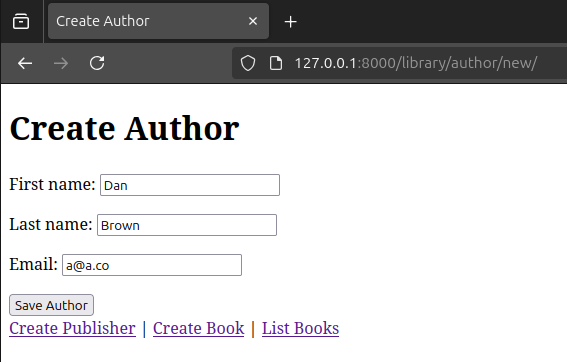 Create Author
127.0.0.1:8000/library/author/new/
Create Author
First name: Dan
Last name: Brown
Email: a@a.co
Save Author
Create Publisher | Create Book | List Books